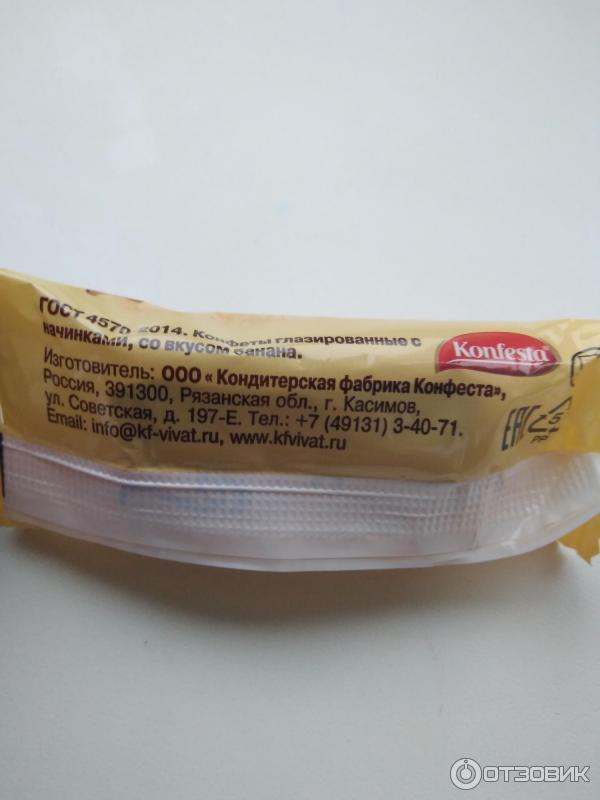 ГОСТ 4570-2014. Конфеты глазированные с
начинками, со вкусом банана.
Konfesta
Изготовитель: ООО «Кондитерская фабрика Конфеста»,
Россия, 391300, Рязанская обл., г. Касимов,
ул. Советская, д. 197-Е. Тел.: +7 (49131) 3-40-71.
Email: info@kf-vivat.ru, www.kfvivat.ru
EAC
5
PP
ОТЗОВИК